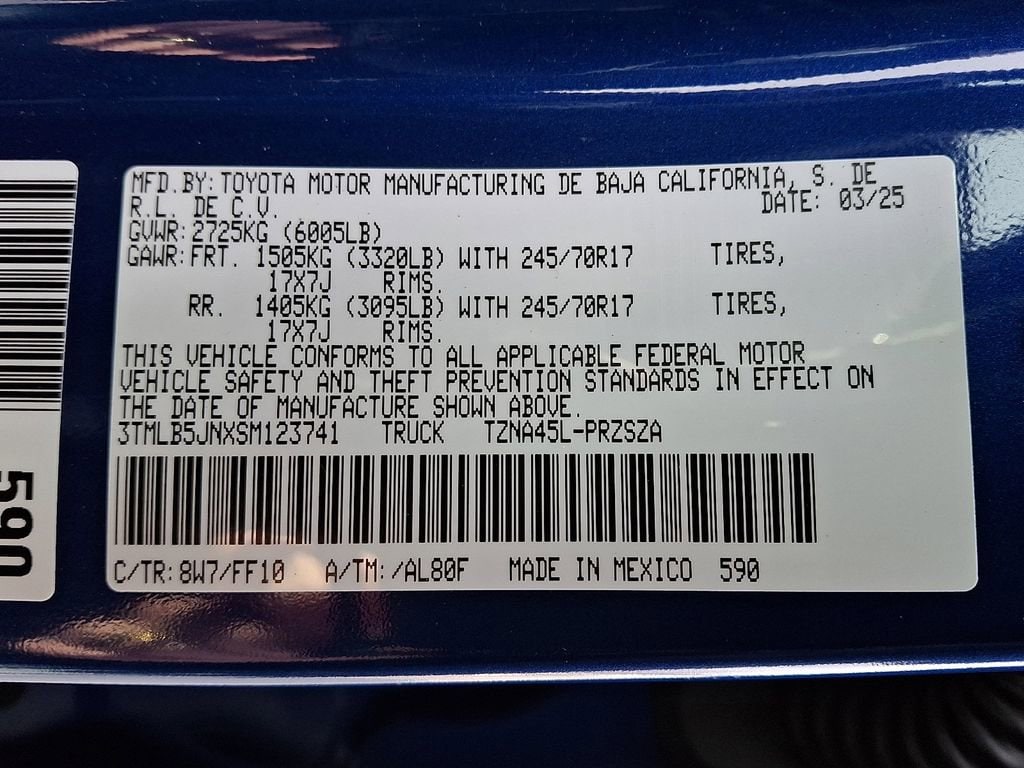 MFD.BY: TOYOTA MOTOR MANUFACTURING DE BAJA CALIFORNIA, S. DE
R.L. DE C.V. DATE: 03/25
GVWR: 2725KG (6005LB)
GAWR: FRT. 1505KG (3320LB) WITH 245/70R17 TIRES,
17X7J RIMS.
RR. 1405KG (3095LB) WITH 245/70R17 TIRES,
17X7J RIMS.
THIS VEHICLE CONFORMS TO ALL APPLICABLE FEDERAL MOTOR
VEHICLE SAFETY AND THEFT PREVENTION STANDARDS IN EFFECT ON
THE DATE OF MANUFACTURE SHOWN ABOVE.
3TMLB5JNXSM123741 TRUCK TZNA45L-PRZSZA
C/TR: 8W7/FF10 A/TM: /AL80F MADE IN MEXICO 590
590